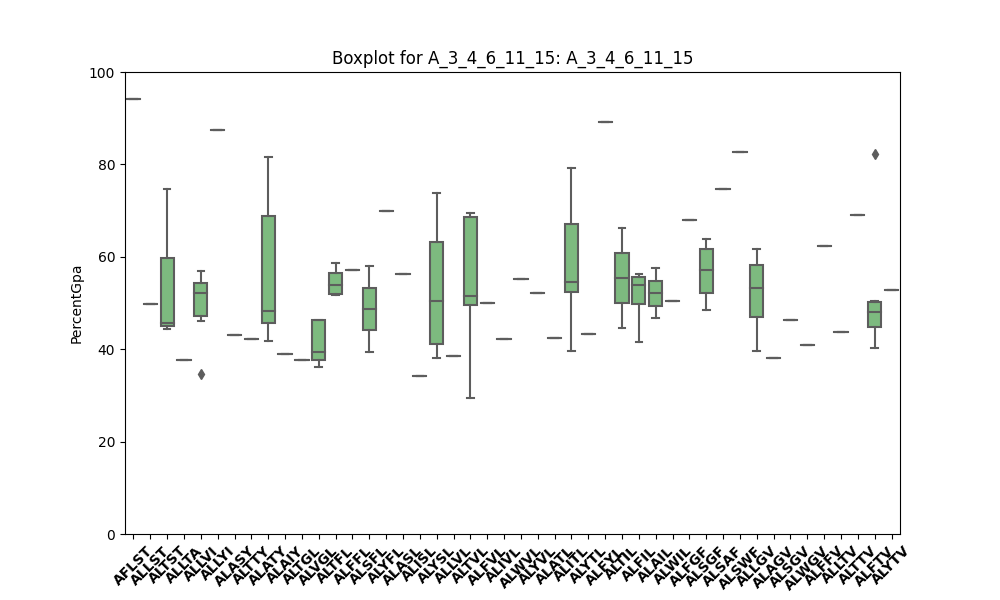 Boxplot for A_3_4_6_11_15: A_3_4_6_11_15
PercentGpa
100
80
60
40
20
0
AFLST
ALLST
ALTST
ALLTA
ALLVI
ALLYI
ALASY
ALTTY
ALATY
ALAIY
ALTGL
ALVGL
ALTFL
ALFFL
ALSFL
ALYFL
ALASL
ALISL
ALYSL
ALLVL
ALTVL
ALFVL
ALIVL
ALWVL
ALYVL
ALATL
ALITL
ALYTL
ALFYL
ALTIL
ALFIL
ALAIL
ALWIL
ALFGF
ALSGF
ALSAF
ALSWF
ALLGV
ALAGV
ALSGV
ALWGV
ALFFV
ALLTV
ALTTV
ALFTV
ALYTV